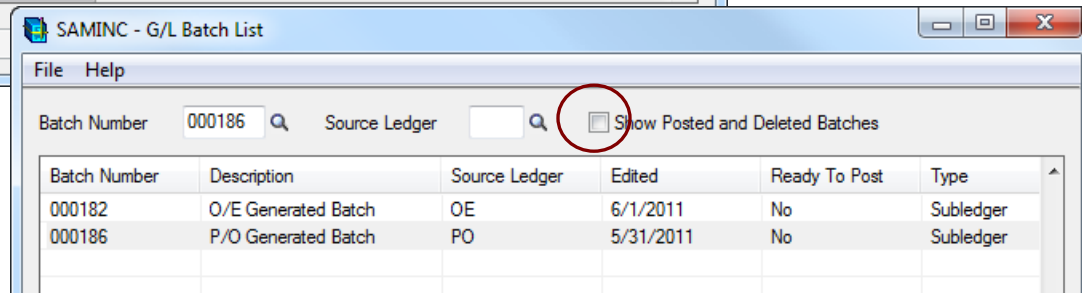 SAMINC - G/L Batch List
File Help
Batch Number 000186 Source Ledger Show Posted and Deleted Batches
Batch Number Description Source Ledger Edited Ready To Post Type
000182 O/E Generated Batch OE 6/1/2011 No Subledger
000186 P/O Generated Batch PO 5/31/2011 No Subledger